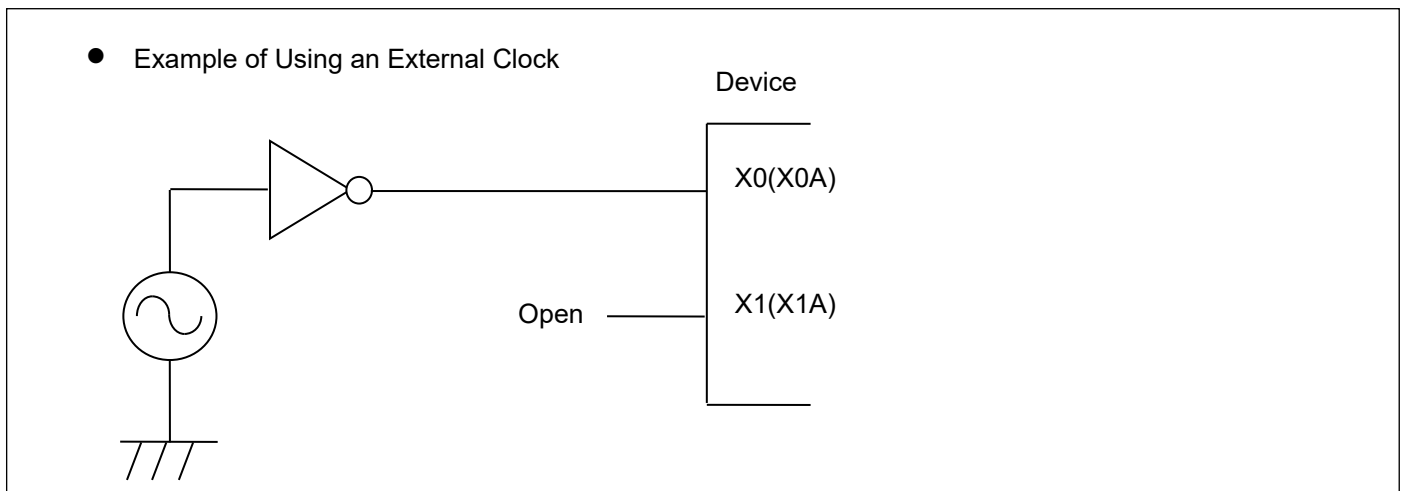 ● Example of Using an External Clock
Device
X0(X0A)
Open
X1(X1A)